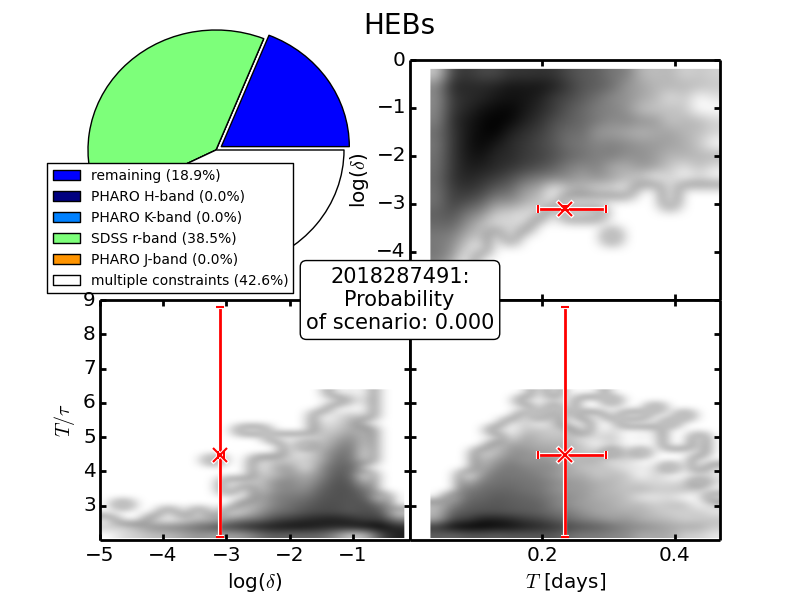 HEBs
remaining (18.9%)
PHARO H-band (0.0%)
PHARO K-band (0.0%)
SDSS r-band (38.5%)
PHARO J-band (0.0%)
multiple constraints (42.6%)
0
−1
−2
−3
−4
log(δ)
2018287491:
Probability
of scenario: 0.000
9
8
7
6
5
4
3
T/τ
−5 −4 −3 −2 −1
log(δ)
0.2 0.4
T [days]